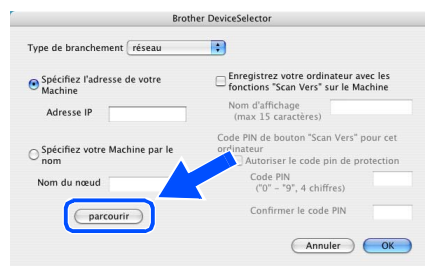 Brother DeviceSelector
Type de branchement réseau
Spécifiez l'adresse de votre
Machine
Adresse IP
Spécifiez votre Machine par le
nom
Nom du nœud
parcourir
Enregistrez votre ordinateur avec les
fonctions "Scan Vers" sur le Machine
Nom d'affichage
(max 15 caractères)
Code PIN de bouton "Scan Vers" pour cet
ordinateur
Autoriser le code pin de protection
Code PIN
("0" – "9", 4 chiffres)
Confirmer le code PIN
Annuler OK